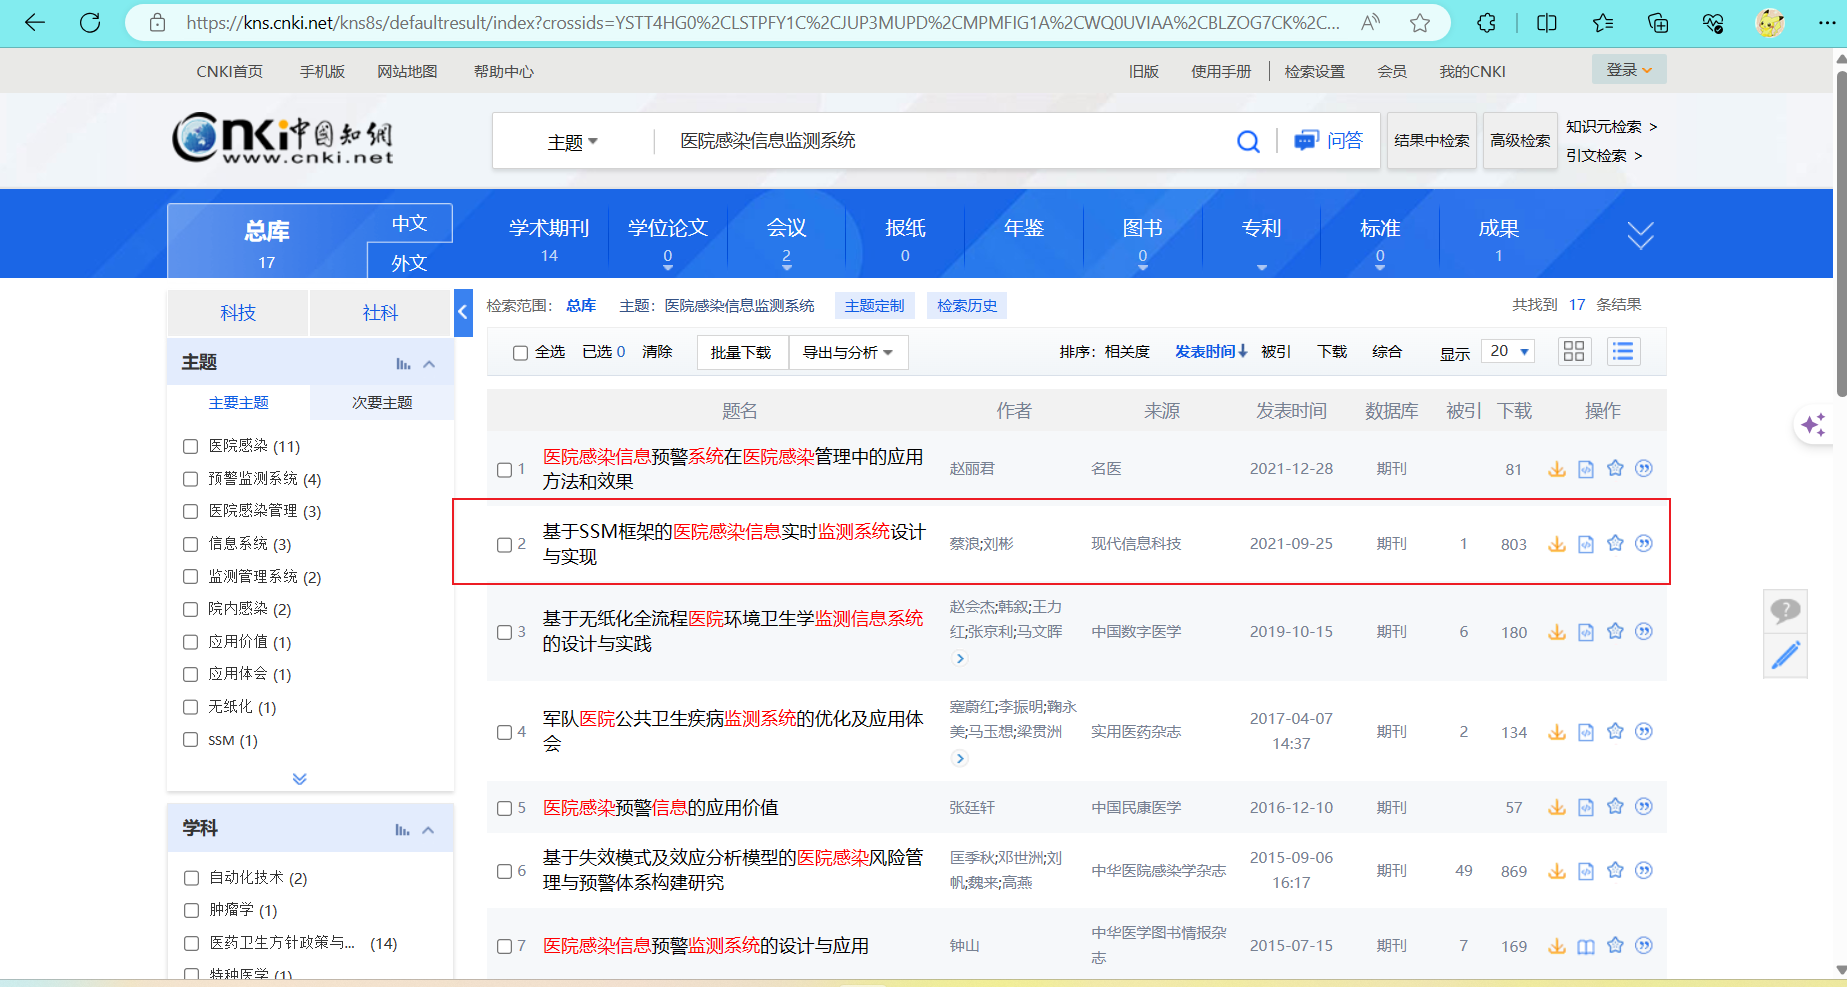 https://kns.cnki.net/kns8s/defaultresult/index?crossids=YSTT4HG0%2CLSTPFY1C%2CJUP3MUPD%2CMPMFIG1A%2CWQ0UVIAA%2CBLZOG7CK%2C...
CNKI首页 手机版 网站地图 帮助中心 旧版 使用手册 检索设置 会员 我的CNKI 登录
CNKI中国知网
www.cnki.net
主题 医院感染信息监测系统 问答 结果中检索 高级检索
知识元检索 >
引文检索 >
总库 17 中文 外文
学术期刊 14
学位论文 0
会议 2
报纸 0
年鉴
图书 0
专利
标准 0
成果 1
科技 社科
检索范围: 总库 主题: 医院感染信息监测系统 主题定制 检索历史 共找到 17 条结果
全选 已选 0 清除 批量下载 导出与分析 排序: 相关度 发表时间↓ 被引 下载 综合 显示 20
主题
主要主题 次要主题
医院感染 (11)
预警监测系统 (4)
医院感染管理 (3)
信息系统 (3)
监测管理系统 (2)
院内感染 (2)
应用价值 (1)
应用体会 (1)
无纸化 (1)
SSM (1)
学科
自动化技术 (2)
肿瘤学 (1)
医药卫生方针政策与... (14)
特种医学 (1)
题名 作者 来源 发表时间 数据库 被引 下载 操作
1 医院感染信息预警系统在医院感染管理中的应用
方法和效果
赵丽君 名医 2021-12-28 期刊 81
2 基于SSM框架的医院感染信息实时监测系统设计
与实现
蔡浪;刘彬 现代信息科技 2021-09-25 期刊 1 803
3 基于无纸化全流程医院环境卫生学监测信息系统
的设计与实践
赵会杰;韩叙;王力
红;张京利;马文晖
中国数字医学 2019-10-15 期刊 6 180
4 军队医院公共卫生疾病监测系统的优化及应用体
会
蹇蔚红;李振明;鞠永
美;马玉想;梁贯洲
实用医药杂志 2017-04-07
14:37
期刊 2 134
5 医院感染预警信息的应用价值 张廷轩 中国民康医学 2016-12-10 期刊 57
6 基于失效模式及效应分析模型的医院感染风险管
理与预警体系构建研究
匡季秋;邓世洲;刘
帆;魏来;高燕
中华医院感染学杂志 2015-09-06
16:17
期刊 49 869
7 医院感染信息预警监测系统的设计与应用 钟山 中华医学图书情报杂
志
2015-07-15 期刊 7 169